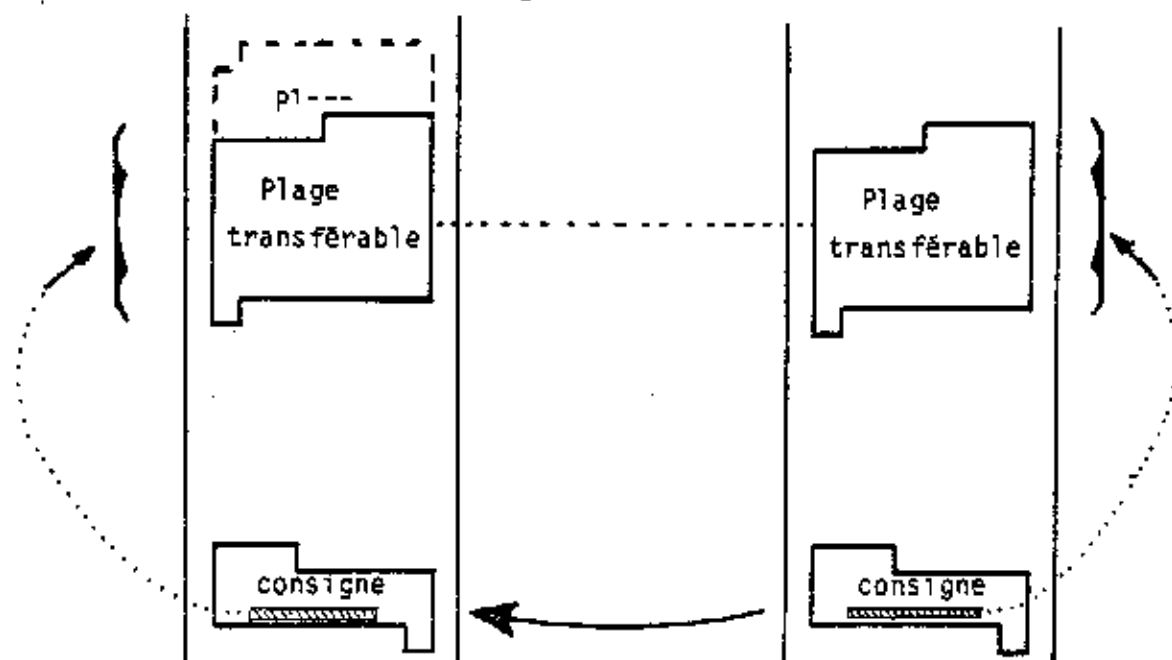 pl---
Plage
transférable
Plage
transférable
consigne
consigne